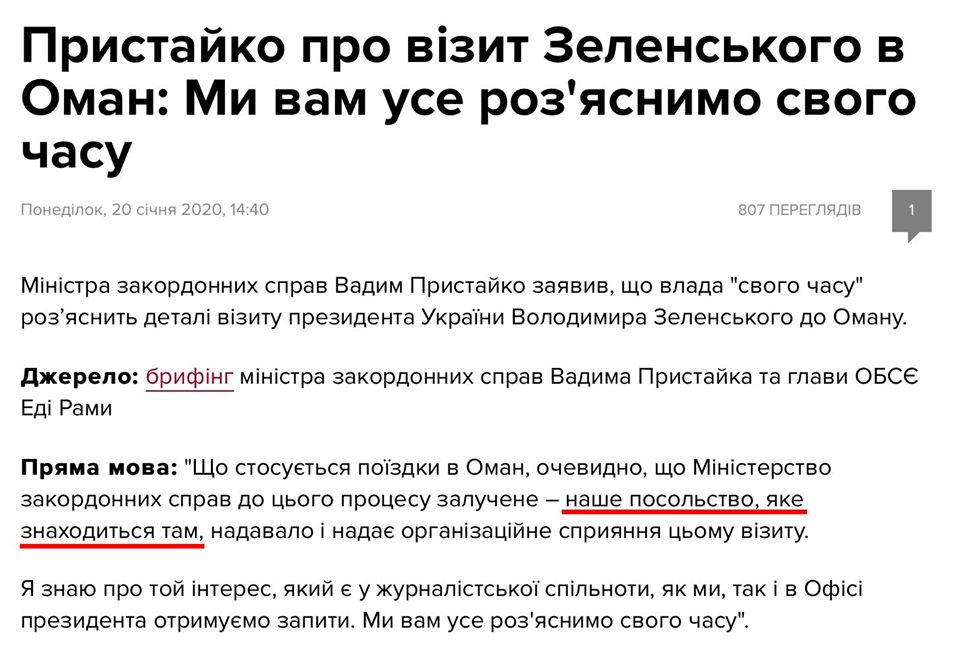 Пристайко про візит Зеленського в
Оман: Ми вам усе роз'яснимо свого
часу
Понеділок, 20 січня 2020, 14:40
807 ПЕРЕГЛЯДІВ
1
Міністра закордонних справ Вадим Пристайко заявив, що влада "свого часу"
роз’яснить деталі візиту президента України Володимира Зеленського до Оману.
Джерело: брифінг міністра закордонних справ Вадима Пристайка та глави ОБСЄ
Еді Рами
Пряма мова: "Що стосується поїздки в Оман, очевидно, що Міністерство
закордонних справ до цього процесу залучене – наше посольство, яке
знаходиться там, надавало і надає організаційне сприяння цьому візиту.
Я знаю про той інтерес, який є у журналістської спільноти, як ми, так і в Офісі
президента отримуємо запити. Ми вам усе роз'яснимо свого часу".